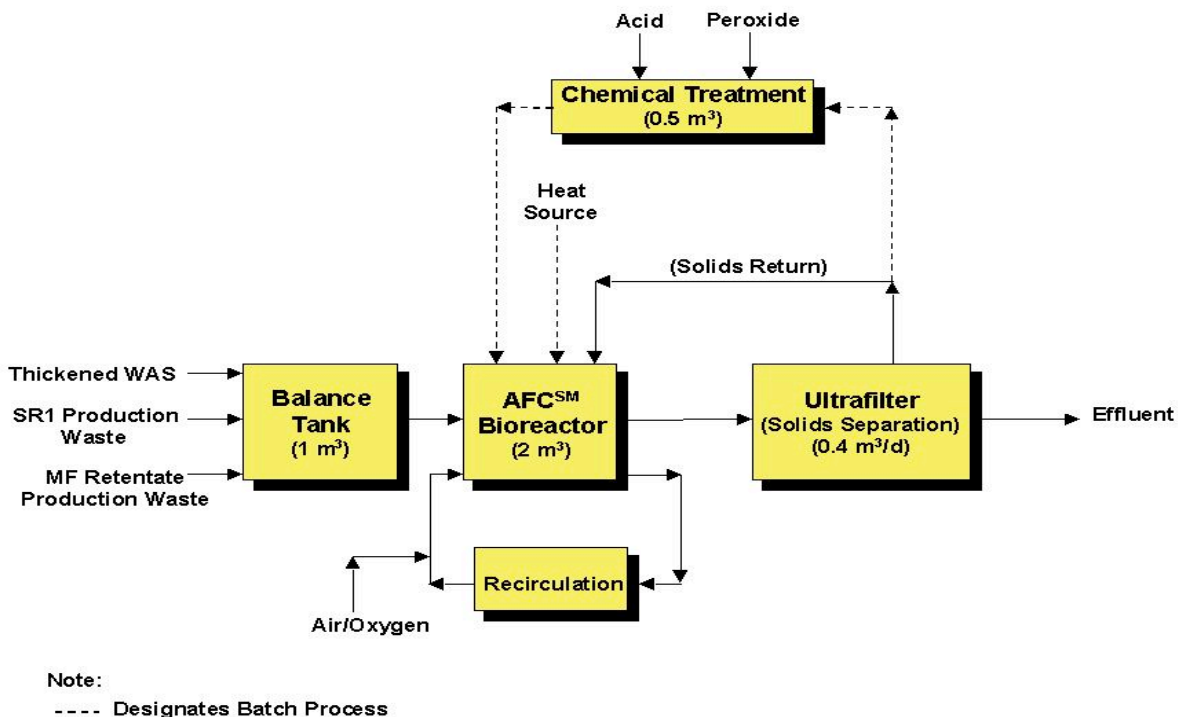 Acid
Peroxide
Chemical Treatment
(0.5 m³)
Heat
Source
(Solids Return)
Thickened WAS
SR1 Production
Waste
MF Retentate
Production Waste
Balance
Tank
(1 m³)
AFCSM
Bioreactor
(2 m³)
Ultrafilter
(Solids Separation)
(0.4 m³/d)
Effluent
Recirculation
Air/Oxygen
Note:
---- Designates Batch Process